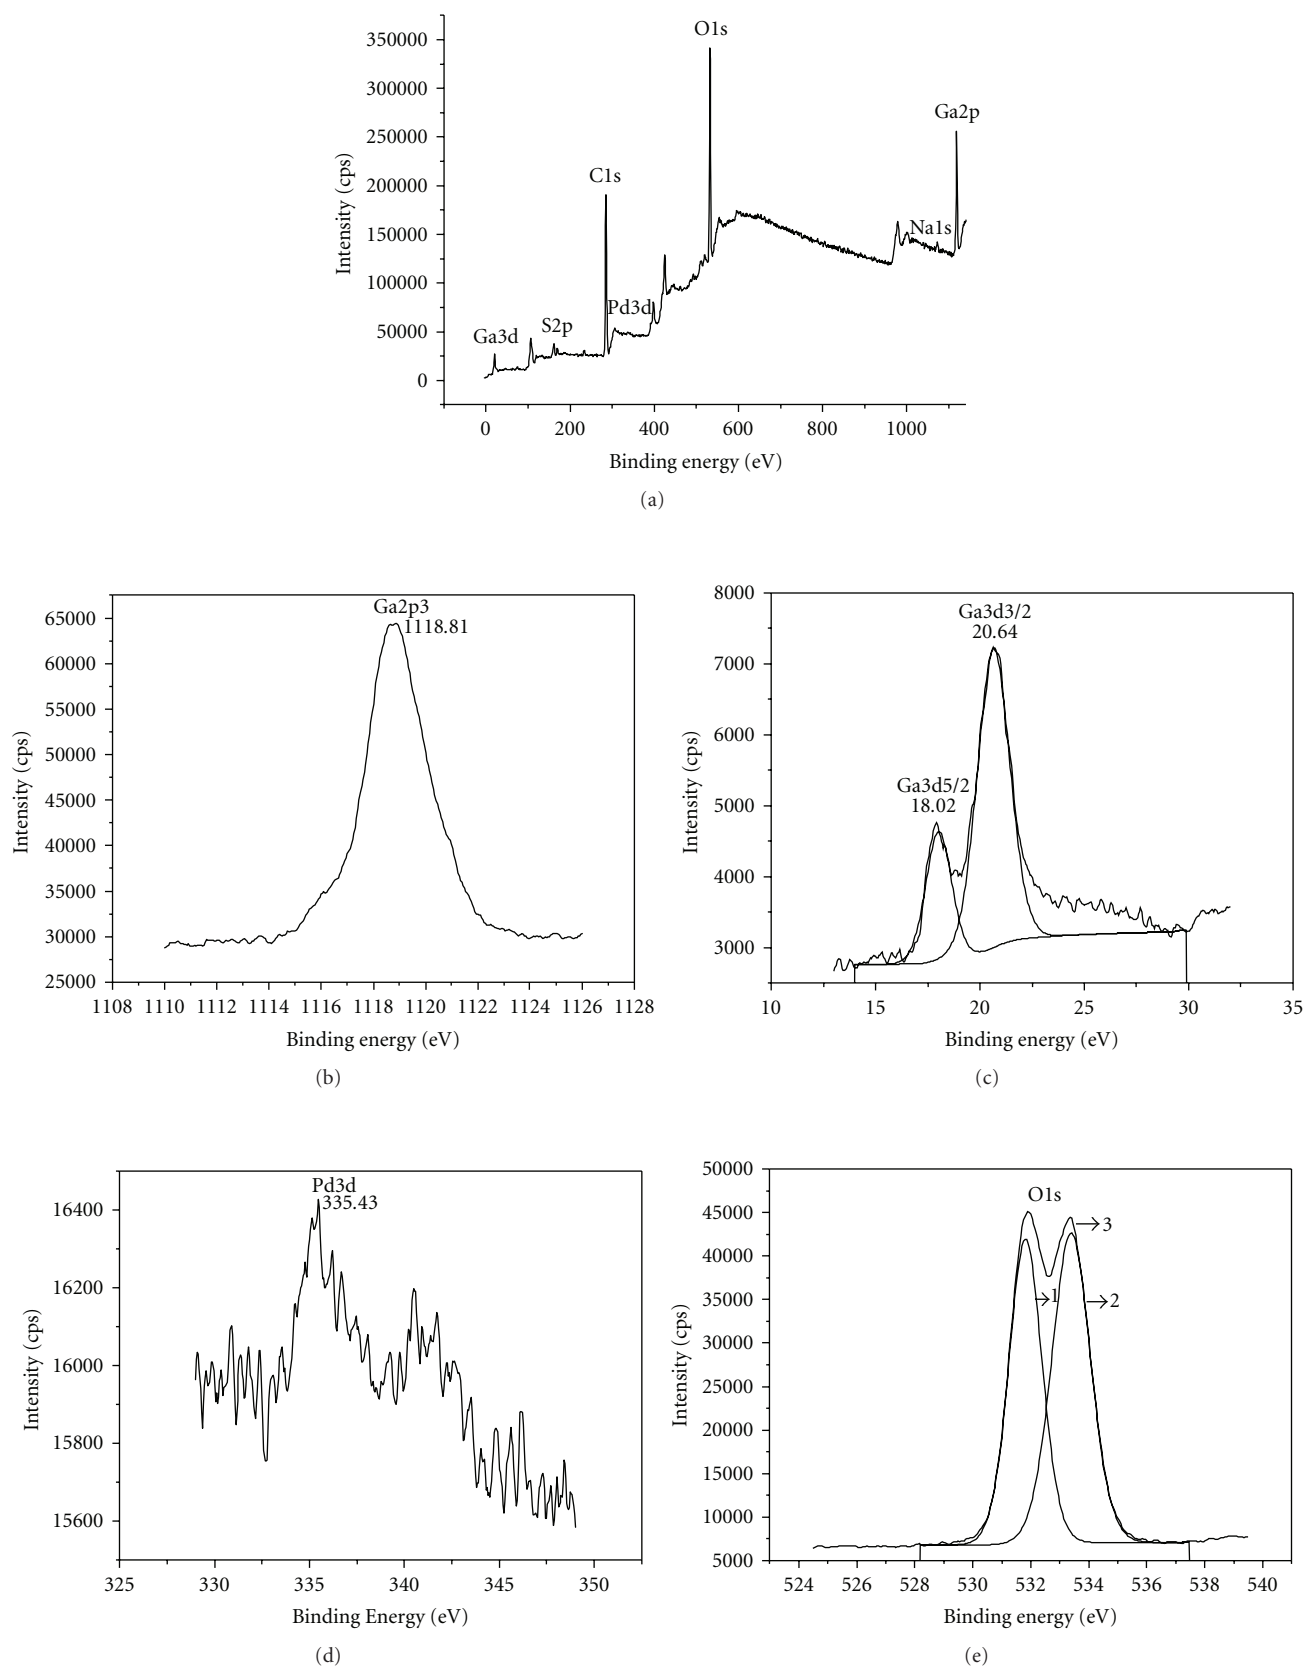 O1s
350000
300000
Ga2p
250000
C1s
200000
150000
Na1s
100000
Pd3d
50000
S2p
Ga3d
0
Intensity (cps)
0 200 400 600 800 1000
Binding energy (eV)
(a)
Ga2p3
1118.81
65000
60000
55000
50000
45000
40000
35000
30000
25000
Intensity (cps)
1108 1110 1112 1114 1116 1118 1120 1122 1124 1126 1128
Binding energy (eV)
(b)
8000
Ga3d3/2
20.64
7000
6000
Ga3d5/2
18.02
5000
4000
3000
Intensity (cps)
10 15 20 25 30 35
Binding energy (eV)
(c)
Pd3d
335.43
16400
16200
16000
15800
15600
Intensity (cps)
325 330 335 340 345 350
Binding Energy (eV)
(d)
50000
O1s
45000
3
40000
35000
1
2
30000
25000
20000
15000
10000
5000
Intensity (cps)
524 526 528 530 532 534 536 538 540
Binding energy (eV)
(e)